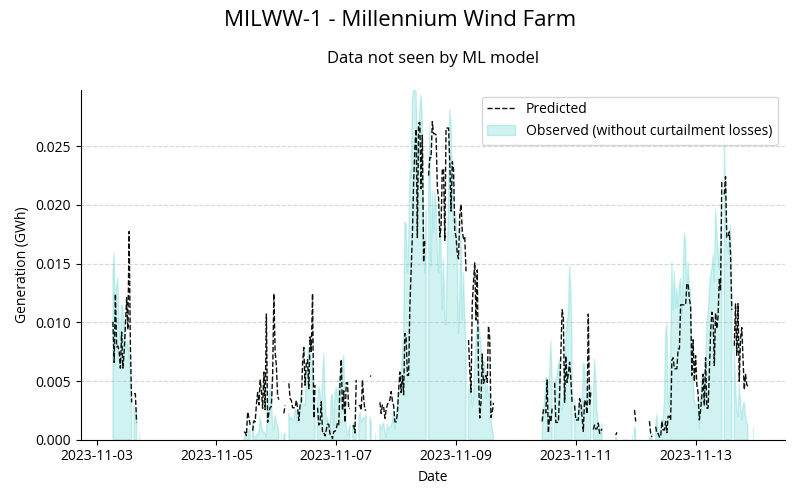 MILWW-1 - Millennium Wind Farm
Data not seen by ML model
Predicted
Observed (without curtailment losses)
Generation (GWh)
0.025
0.020
0.015
0.010
0.005
0.000
2023-11-03 2023-11-05 2023-11-07 2023-11-09 2023-11-11 2023-11-13
Date